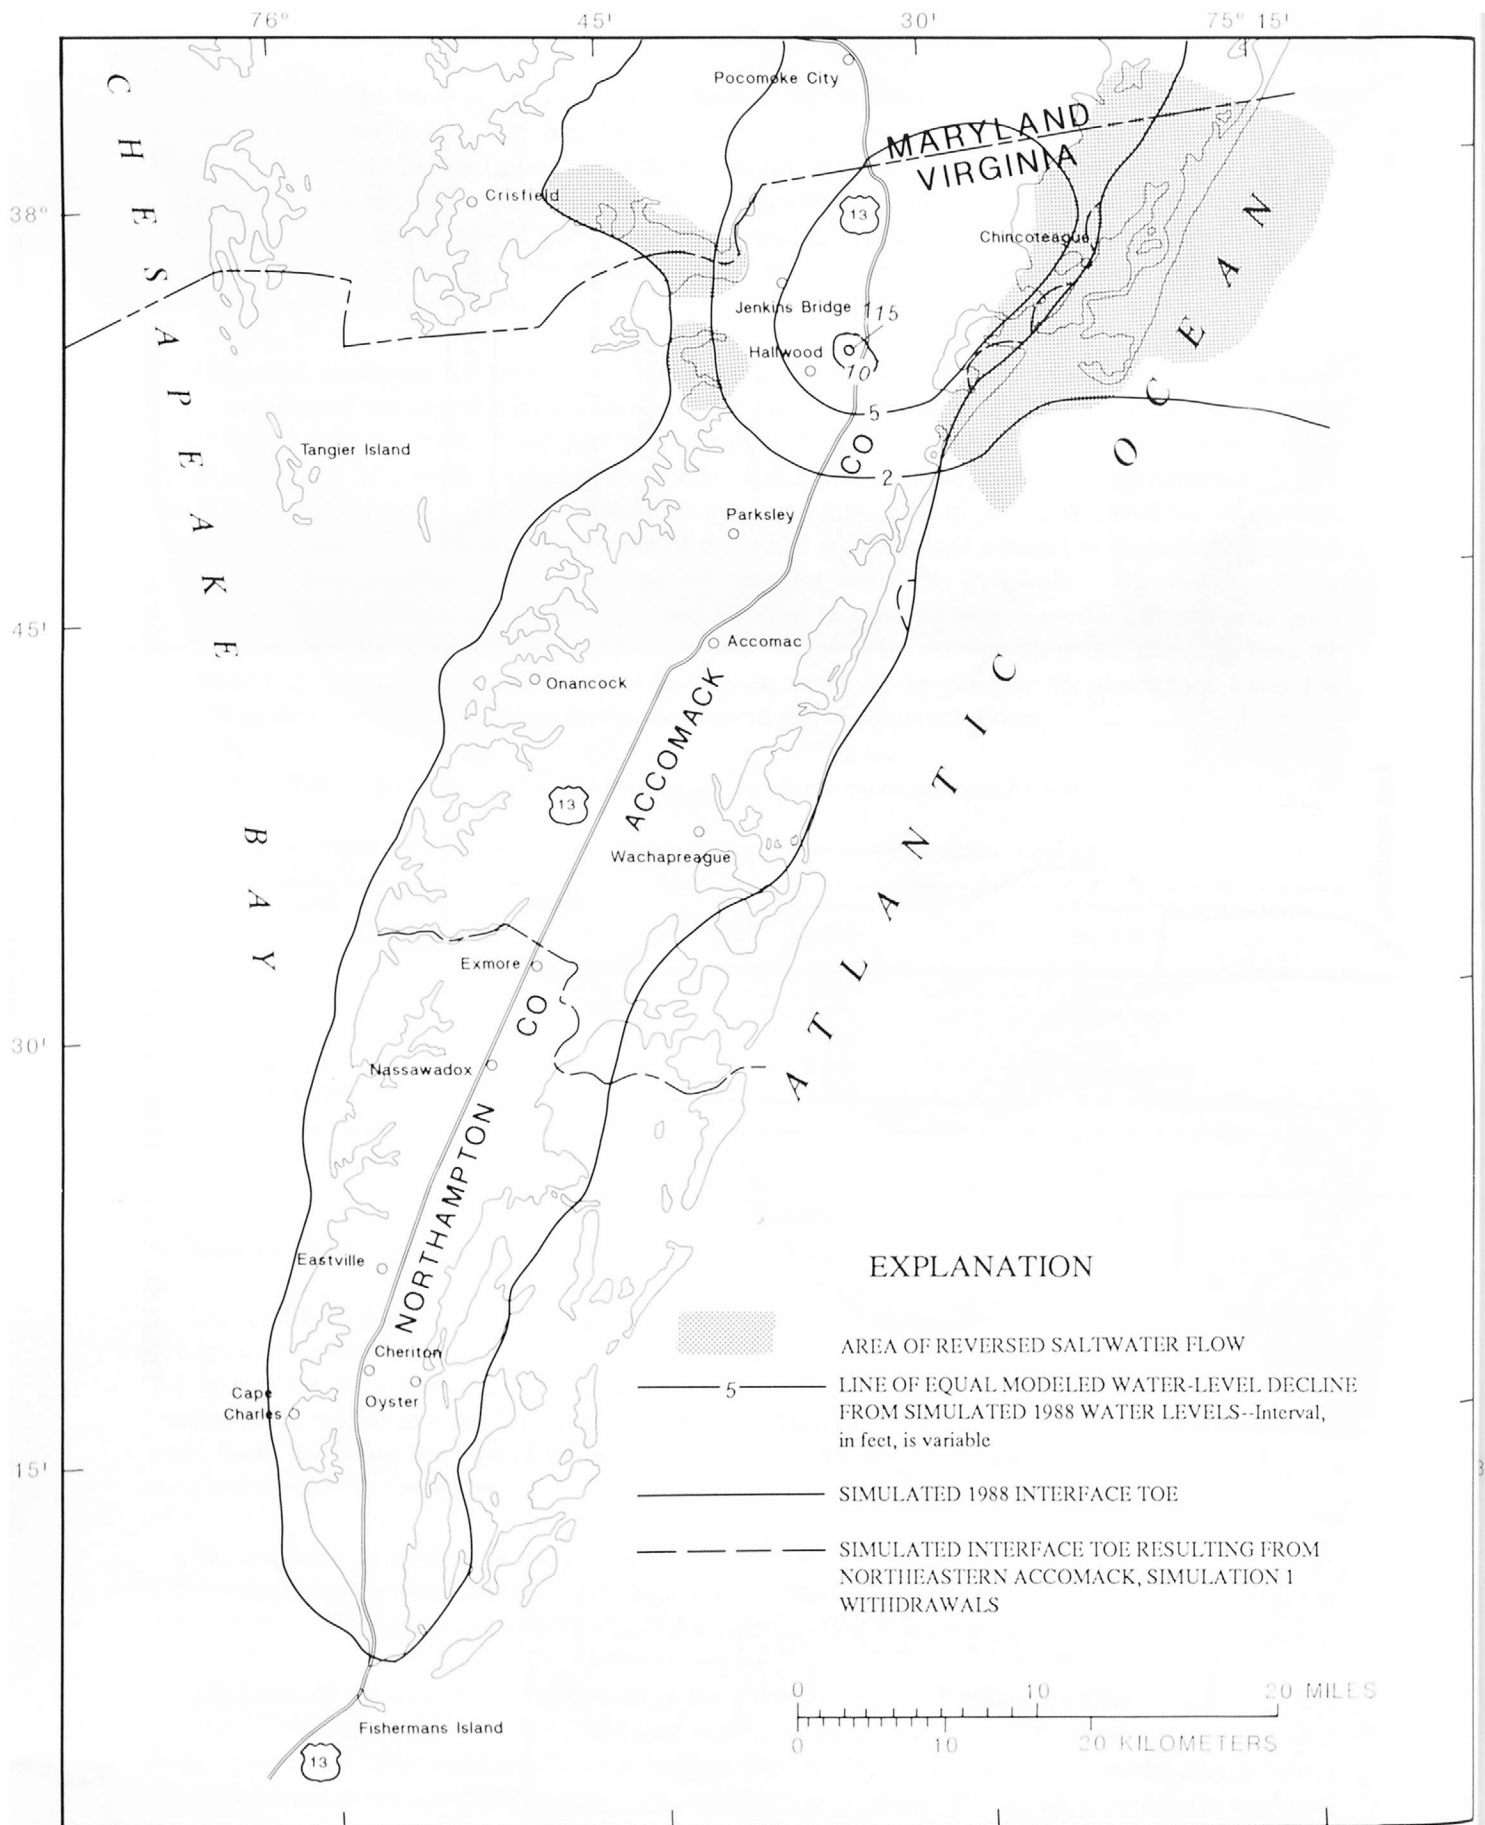 76° 45' 30' 75° 15'
Pocomoke City
MARYLAND
VIRGINIA
Crisfield
38°
13
Chincoteague
Jenkins Bridge
15
Hallwood
10
5
CO
2
Tangier Island
Parksley
45'
Accomac
Onancock
ACCOMACK
13
Wachapreague
CHESAPEAKE BAY
ATLANTIC OCEAN
Exmore
CO
30'
Nassawadox
NORTHAMPTON
Eastville
Cheriton
Cape
Charles
Oyster
15'
Fishermans Island
13
EXPLANATION
AREA OF REVERSED SALTWATER FLOW
5
LINE OF EQUAL MODELED WATER-LEVEL DECLINE
FROM SIMULATED 1988 WATER LEVELS--Interval,
in feet, is variable
SIMULATED 1988 INTERFACE TOE
SIMULATED INTERFACE TOE RESULTING FROM
NORTHEASTERN ACCOMACK, SIMULATION 1
WITHDRAWALS
0 10 20 MILES
0 10 20 KILOMETERS